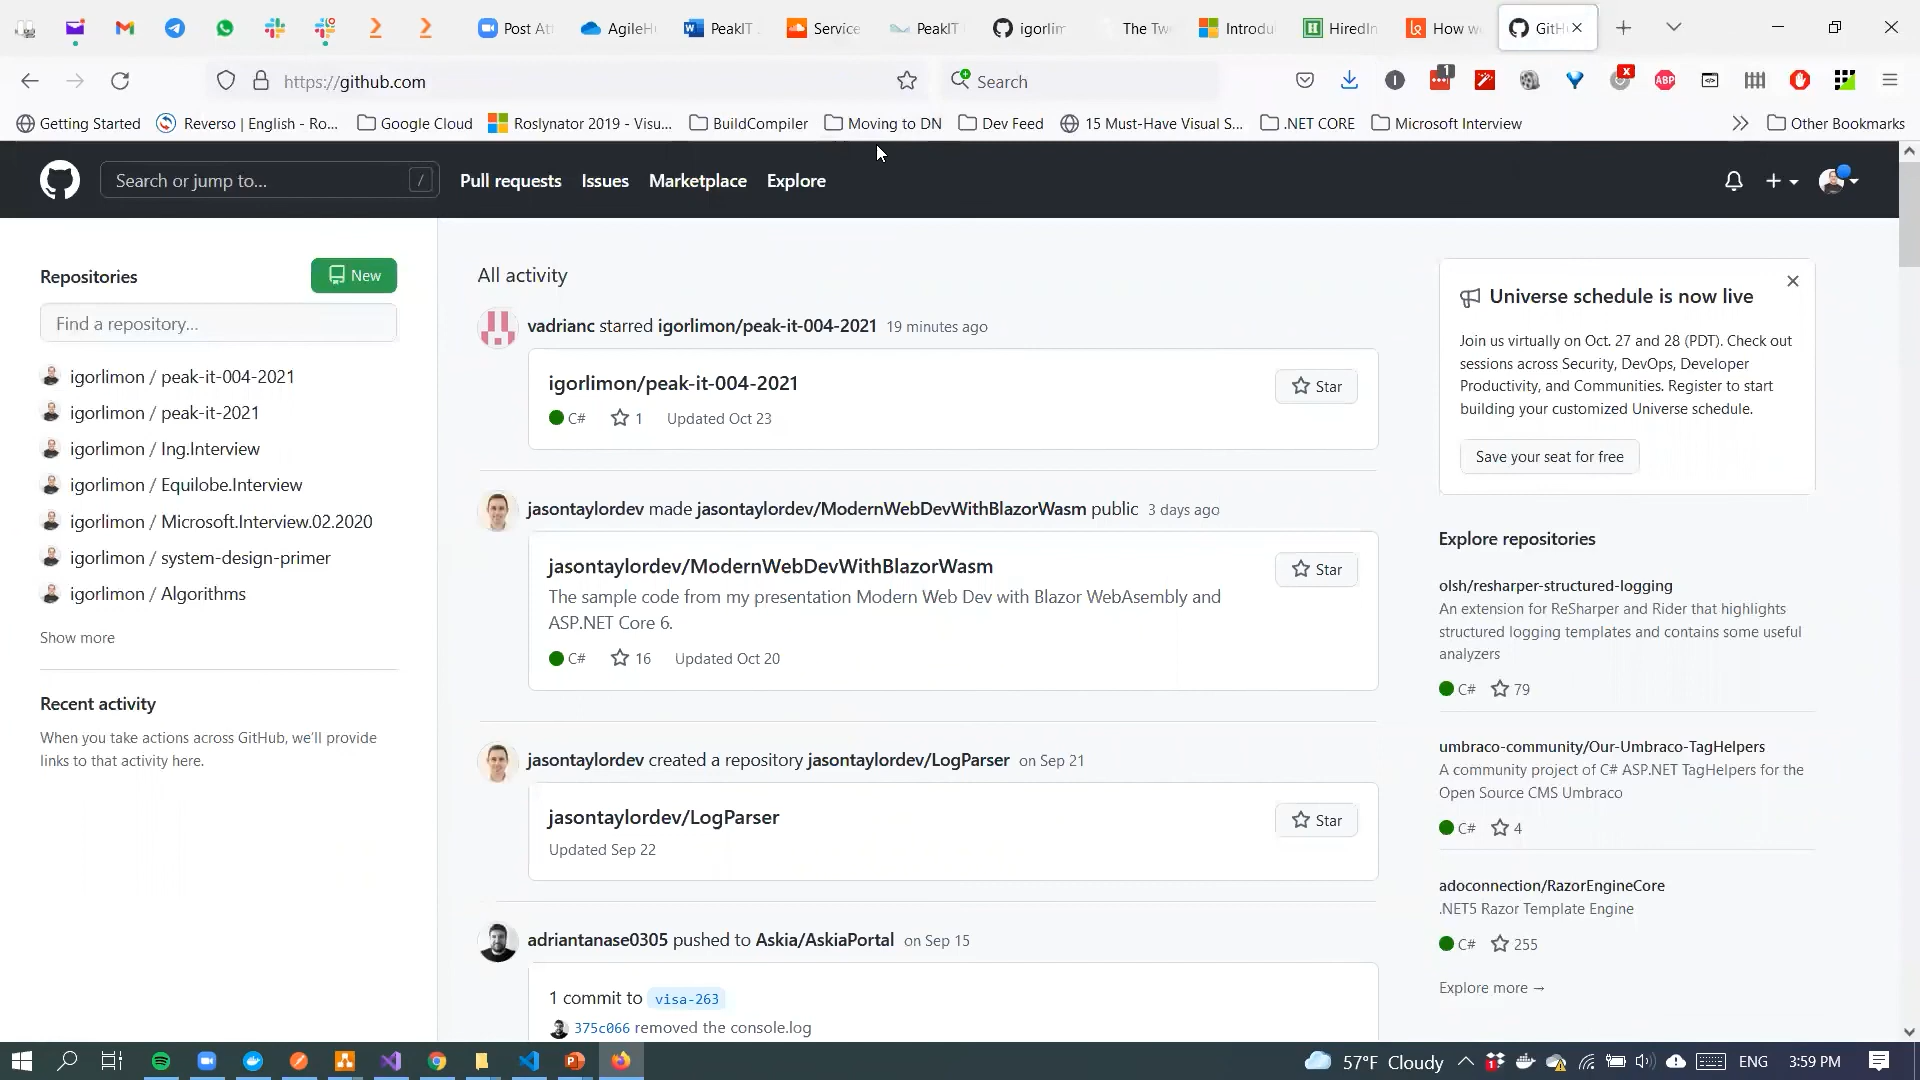 Post At
AgileH
PeakIT
Service
PeakIT
igorlim
The Tw
Introdu
HiredIn
How w
GitH
https://github.com
Search
1
x
ABP
Getting Started
Reverso | English - Ro...
Google Cloud
Roslynator 2019 - Visu...
BuildCompiler
Moving to DN
Dev Feed
15 Must-Have Visual S...
.NET CORE
Microsoft Interview
Other Bookmarks
Search or jump to...
/
Pull requests
Issues
Marketplace
Explore
Repositories
New
Find a repository...
igorlimon / peak-it-004-2021
igorlimon / peak-it-2021
igorlimon / Ing.Interview
igorlimon / Equilobe.Interview
igorlimon / Microsoft.Interview.02.2020
igorlimon / system-design-primer
igorlimon / Algorithms
Show more
Recent activity
When you take actions across GitHub, we'll provide
links to that activity here.
All activity
vadrianc starred igorlimon/peak-it-004-2021 19 minutes ago
igorlimon/peak-it-004-2021
Star
C# 1 Updated Oct 23
jasontaylordev made jasontaylordev/ModernWebDevWithBlazorWasm public 3 days ago
jasontaylordev/ModernWebDevWithBlazorWasm
Star
The sample code from my presentation Modern Web Dev with Blazor WebAsembly and
ASP.NET Core 6.
C# 16 Updated Oct 20
jasontaylordev created a repository jasontaylordev/LogParser on Sep 21
jasontaylordev/LogParser
Star
Updated Sep 22
adriantanase0305 pushed to Askia/AskiaPortal on Sep 15
1 commit to visa-263
375c066 removed the console.log
Universe schedule is now live
Join us virtually on Oct. 27 and 28 (PDT). Check out
sessions across Security, DevOps, Developer
Productivity, and Communities. Register to start
building your customized Universe schedule.
Save your seat for free
Explore repositories
olsh/resharper-structured-logging
An extension for ReSharper and Rider that highlights
structured logging templates and contains some useful
analyzers
C# 79
umbraco-community/Our-Umbraco-TagHelpers
A community project of C# ASP.NET TagHelpers for the
Open Source CMS Umbraco
C# 4
adoconnection/RazorEngineCore
.NET5 Razor Template Engine
C# 255
Explore more →
57°F Cloudy
ENG
3:59 PM